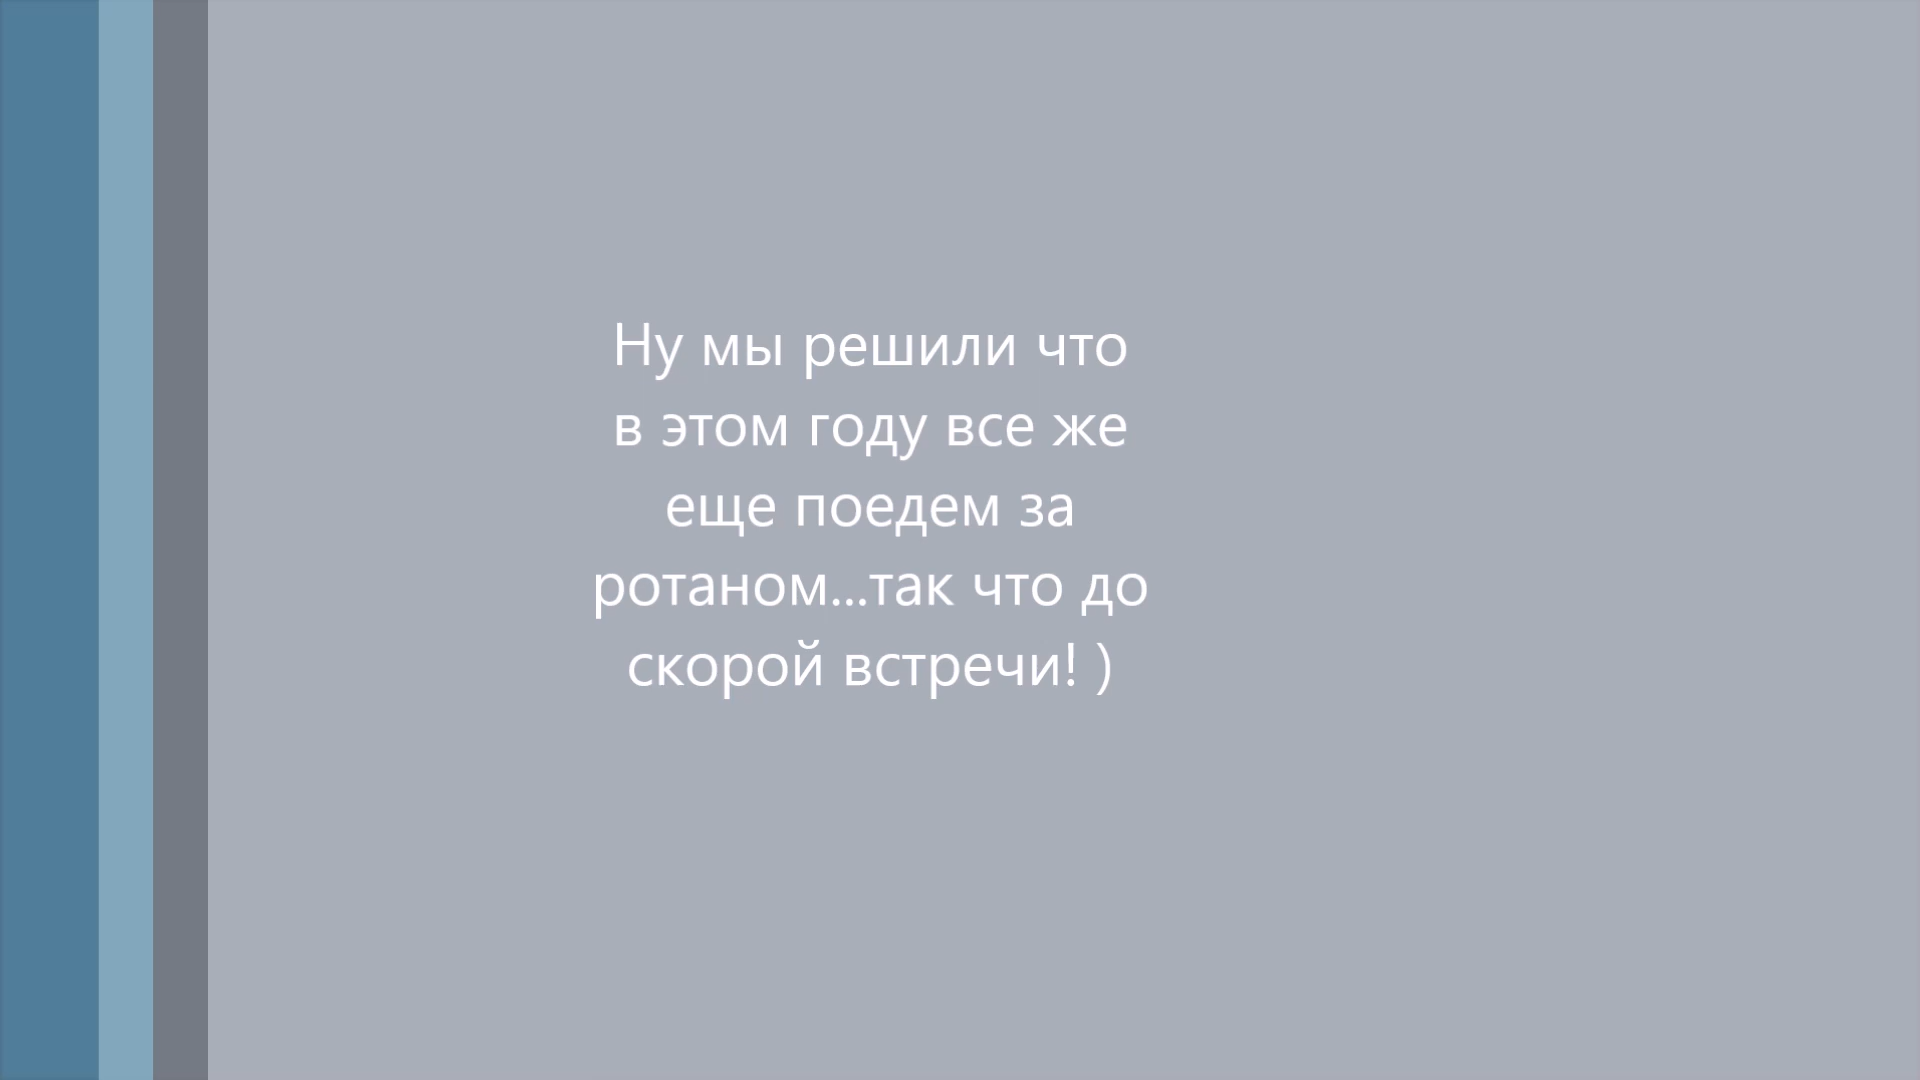 Ну мы решили что
в этом году все же
еще поедем за
ротаном...так что до
скорой встречи! )